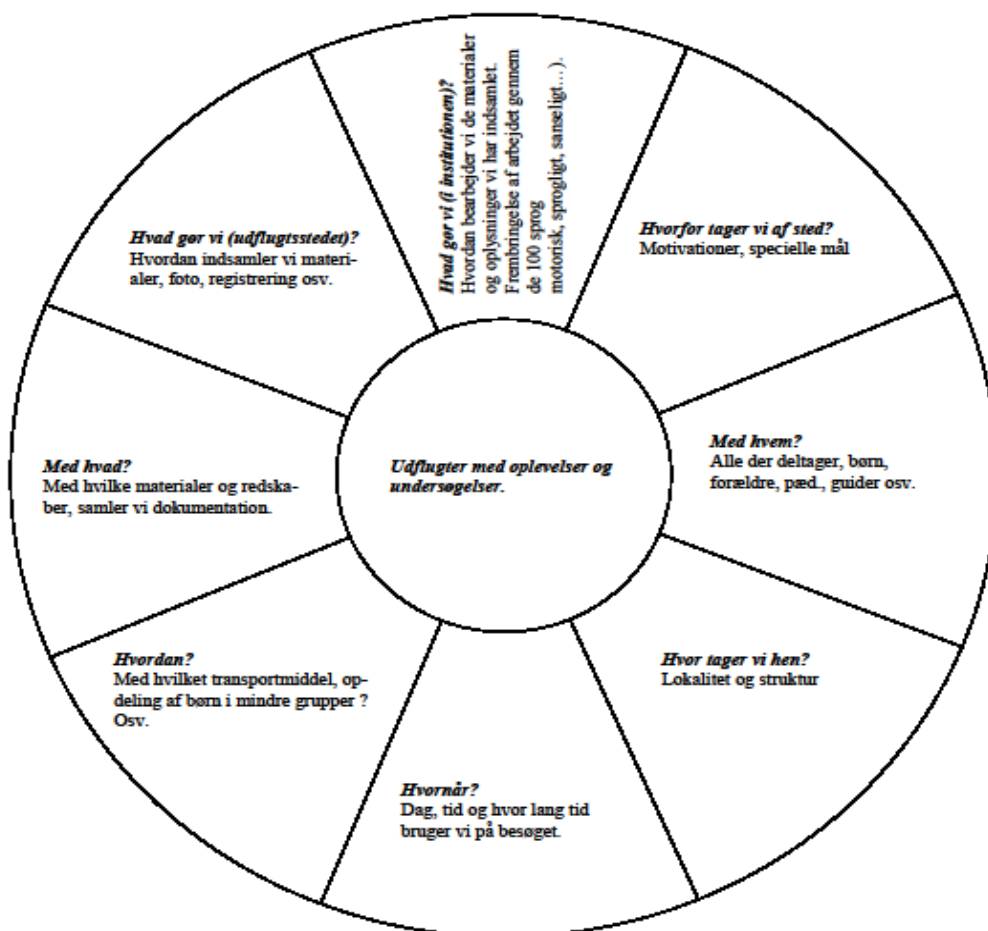 Hvad gør vi (i institutionen)?
Hvordan bearbejder vi de materialer
og oplysninger vi har indsamlet.
Frembringelse af arbejdet gennem
de 100 sprog
motorisk, sprogligt, sanseligt…).
Hvorfor tager vi af sted?
Motivationer, specielle mål
Med hvem?
Alle der deltager, børn,
forældre, pæd., guider osv.
Hvor tager vi hen?
Lokalitet og struktur
Hvornår?
Dag, tid og hvor lang tid
bruger vi på besøget.
Hvordan?
Med hvilket transportmiddel, op-
deling af børn i mindre grupper ?
Osv.
Med hvad?
Med hvilke materialer og redska-
ber, samler vi dokumentation.
Hvad gør vi (udflugtsstedet)?
Hvordan indsamler vi materi-
aler, foto, registrering osv.
Udflugter med oplevelser og
undersøgelser.